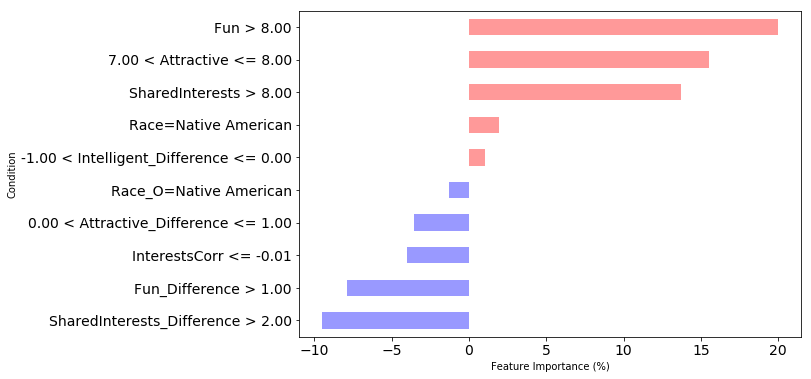 Fun > 8.00
7.00 < Attractive <= 8.00
SharedInterests > 8.00
Race=Native American
-1.00 < Intelligent_Difference <= 0.00
Race_O=Native American
0.00 < Attractive_Difference <= 1.00
InterestsCorr <= -0.01
Fun_Difference > 1.00
SharedInterests_Difference > 2.00
Condition
−10 −5 0 5 10 15 20
Feature Importance (%)